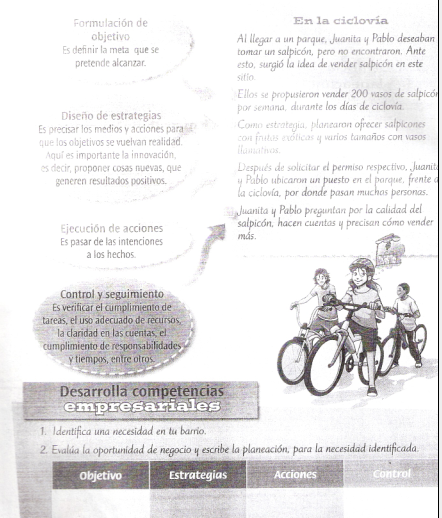 Formulación de
objetivo
Es definir la meta que se
pretende alcanzar.
Diseño de estrategias
Es precisar los medios y acciones para
que los objetivos se vuelvan realidad.
Aquí es importante la innovación,
es decir, proponer cosas nuevas, que
generen resultados positivos.
Ejecución de acciones
Es pasar de las intenciones
a los hechos.
Control y seguimiento
Es verificar el cumplimiento de
tareas, el uso adecuado de recursos,
la claridad en las cuentas, el
cumplimiento de responsabilidades
y tiempos, entre otros.
En la ciclovía
Al llegar a un parque, Juanita y Pablo deseaban
tomar un salpicón, pero no encontraron. Ante
esto, surgió la idea de vender salpicón en este
sitio.
Ellos se propusieron vender 200 vasos de salpicón
por semana, durante los días de ciclovía.
Como estrategia, planearon ofrecer salpicones
con frutas exóticas y varios tamaños con vasos
llamativos.
Después de solicitar el permiso respectivo, Juanita
y Pablo ubicaron un puesto en el parque, frente a
la ciclovía, por donde pasan muchas personas.
Juanita y Pablo preguntan por la calidad del
salpicón, hacen cuentas y precisan cómo vender
más.
Desarrolla competencias
empresariales
1. Identifica una necesidad en tu barrio.
2. Evalúa la oportunidad de negocio y escribe la planeación, para la necesidad identificada.
Objetivo Estrategias Acciones Control